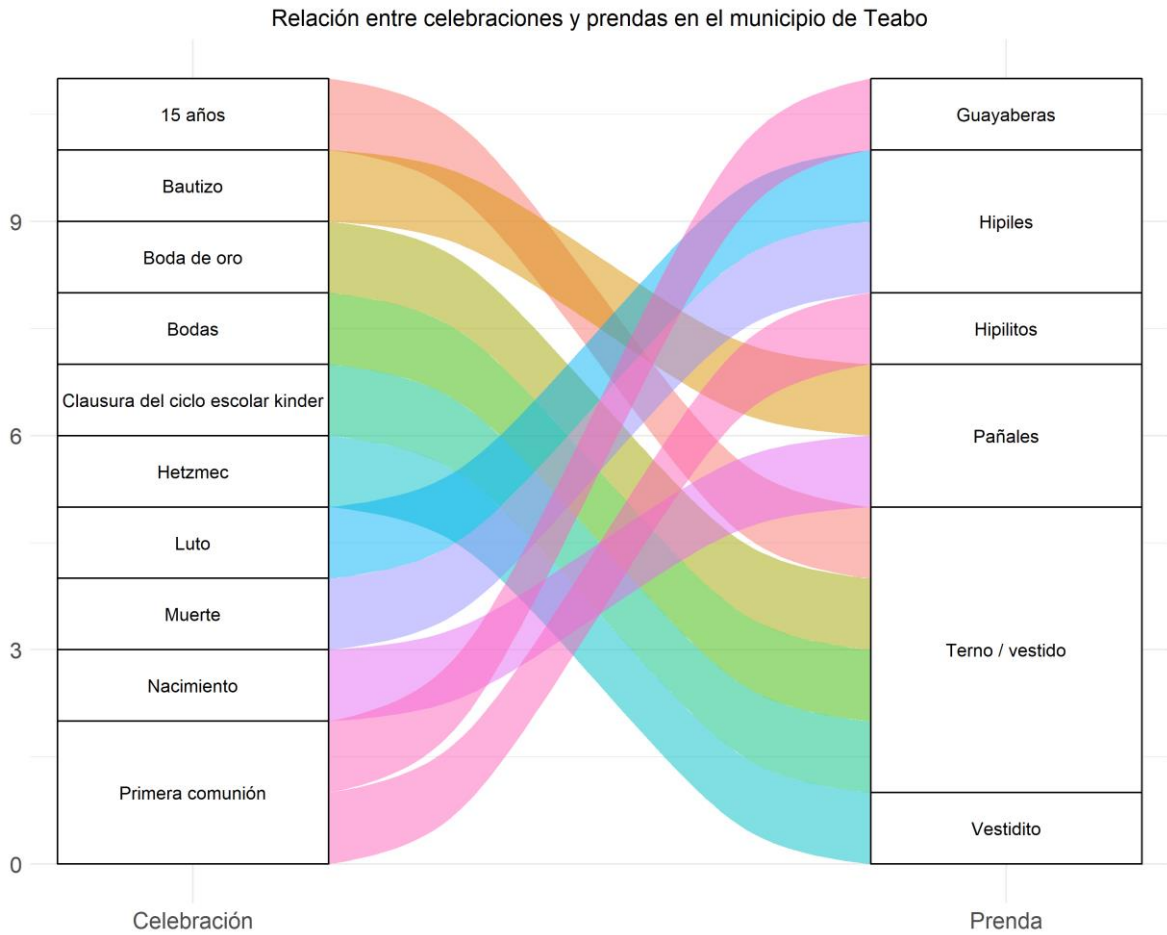 Relación entre celebraciones y prendas en el municipio de Teabo
15 años
Bautizo
Boda de oro
Bodas
Clausura del ciclo escolar kinder
Hetzmec
Luto
Muerte
Nacimiento
Primera comunión
Guayaberas
Hipiles
Hipilitos
Pañales
Terno / vestido
Vestidito
9
6
3
0
Celebración
Prenda